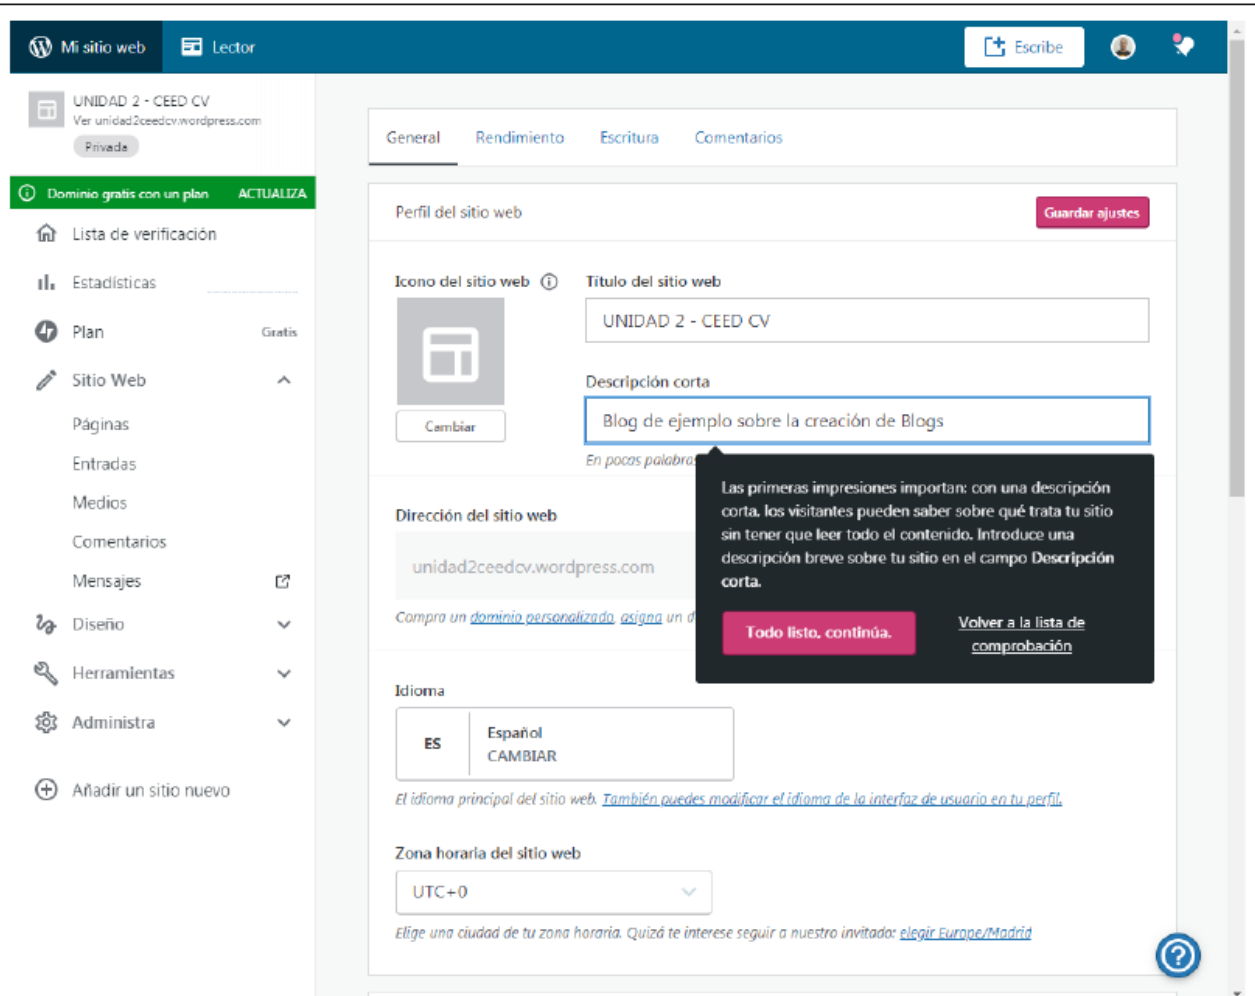 Mi sitio web
Lector
Escribe
UNIDAD 2 - CEED CV
Ver unidad2ceedcv.wordpress.com
Privada
Dominio gratis con un plan ACTUALIZA
Lista de verificación
Estadísticas
Plan Gratis
Sitio Web
Páginas
Entradas
Medios
Comentarios
Mensajes
Diseño
Herramientas
Administra
Añadir un sitio nuevo
General Rendimiento Escritura Comentarios
Perfil del sitio web
Guardar ajustes
Icono del sitio web
Cambiar
Título del sitio web
UNIDAD 2 - CEED CV
Descripción corta
Blog de ejemplo sobre la creación de Blogs
En pocas palabras
Las primeras impresiones importan: con una descripción
corta, los visitantes pueden saber sobre qué trata tu sitio
sin tener que leer todo el contenido. Introduce una
descripción breve sobre tu sitio en el campo Descripción
corta.
Todo listo, continúa.
Volver a la lista de
comprobación
Dirección del sitio web
unidad2ceedcv.wordpress.com
Compra un dominio personalizado, asigna un d
Idioma
ES
Español
CAMBIAR
El idioma principal del sitio web. También puedes modificar el idioma de la interfaz de usuario en tu perfil.
Zona horaria del sitio web
UTC+0
Elige una ciudad de tu zona horaria. Quizá te interese seguir a nuestro invitado: elegir Europe/Madrid